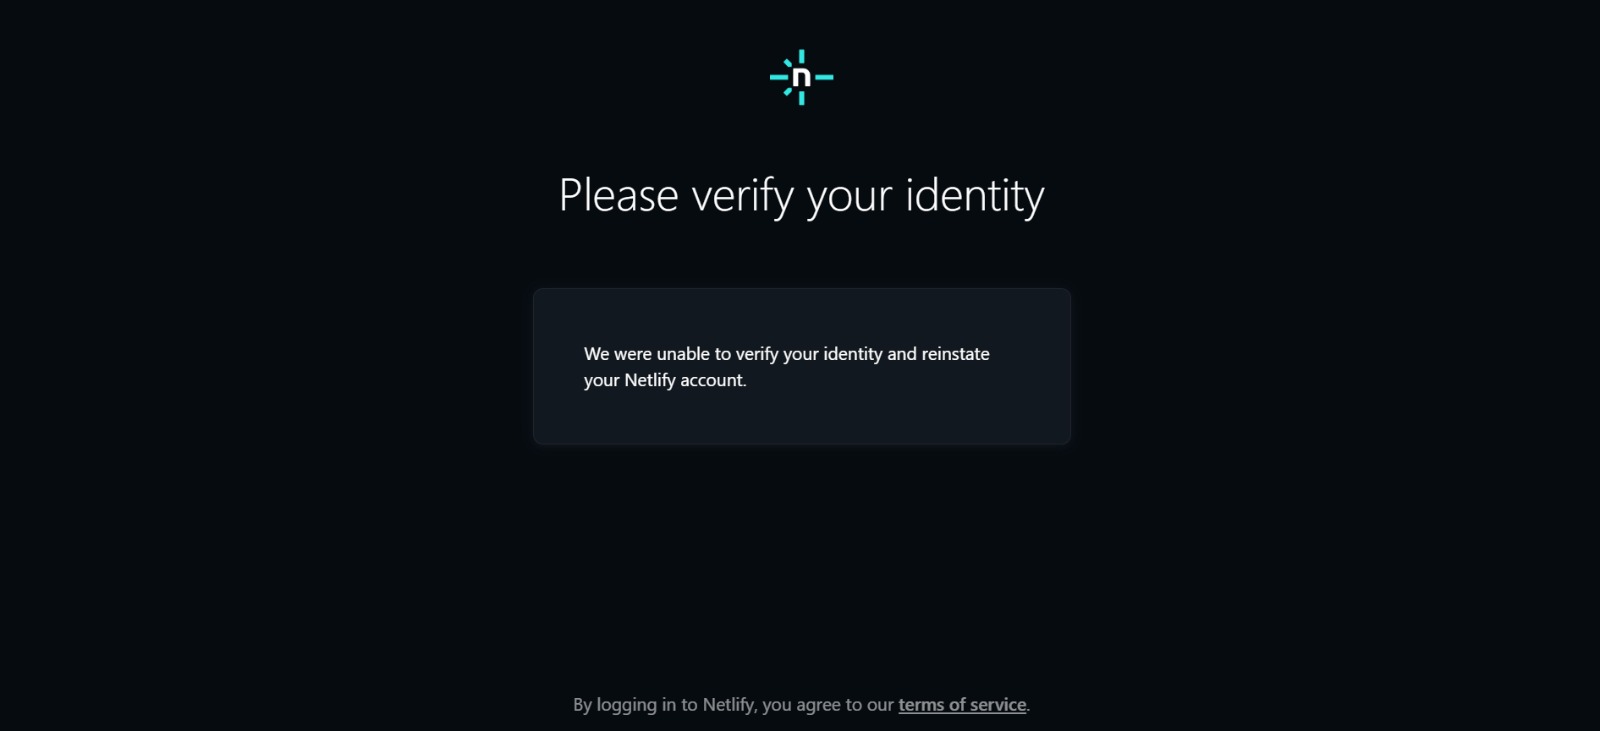 n
Please verify your identity
We were unable to verify your identity and reinstate
your Netlify account.
By logging in to Netlify, you agree to our terms of service.